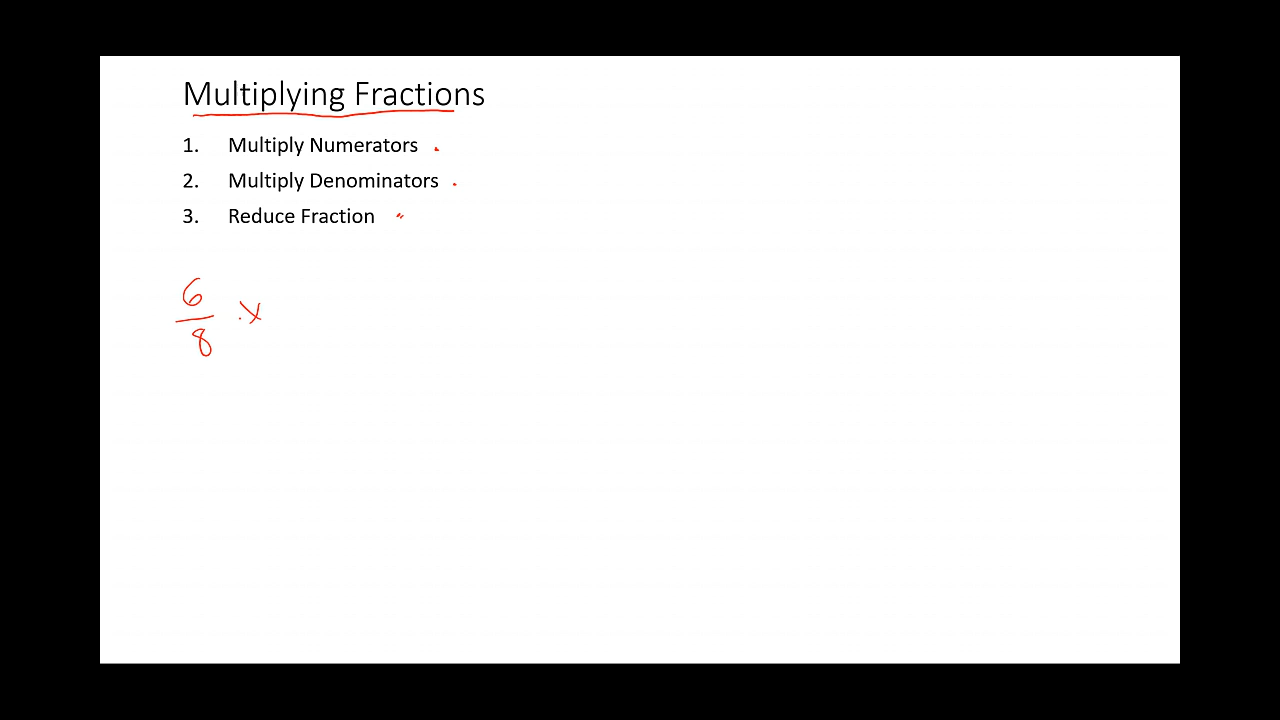 Multiplying Fractions
1. Multiply Numerators
2. Multiply Denominators
3. Reduce Fraction
6
8 x